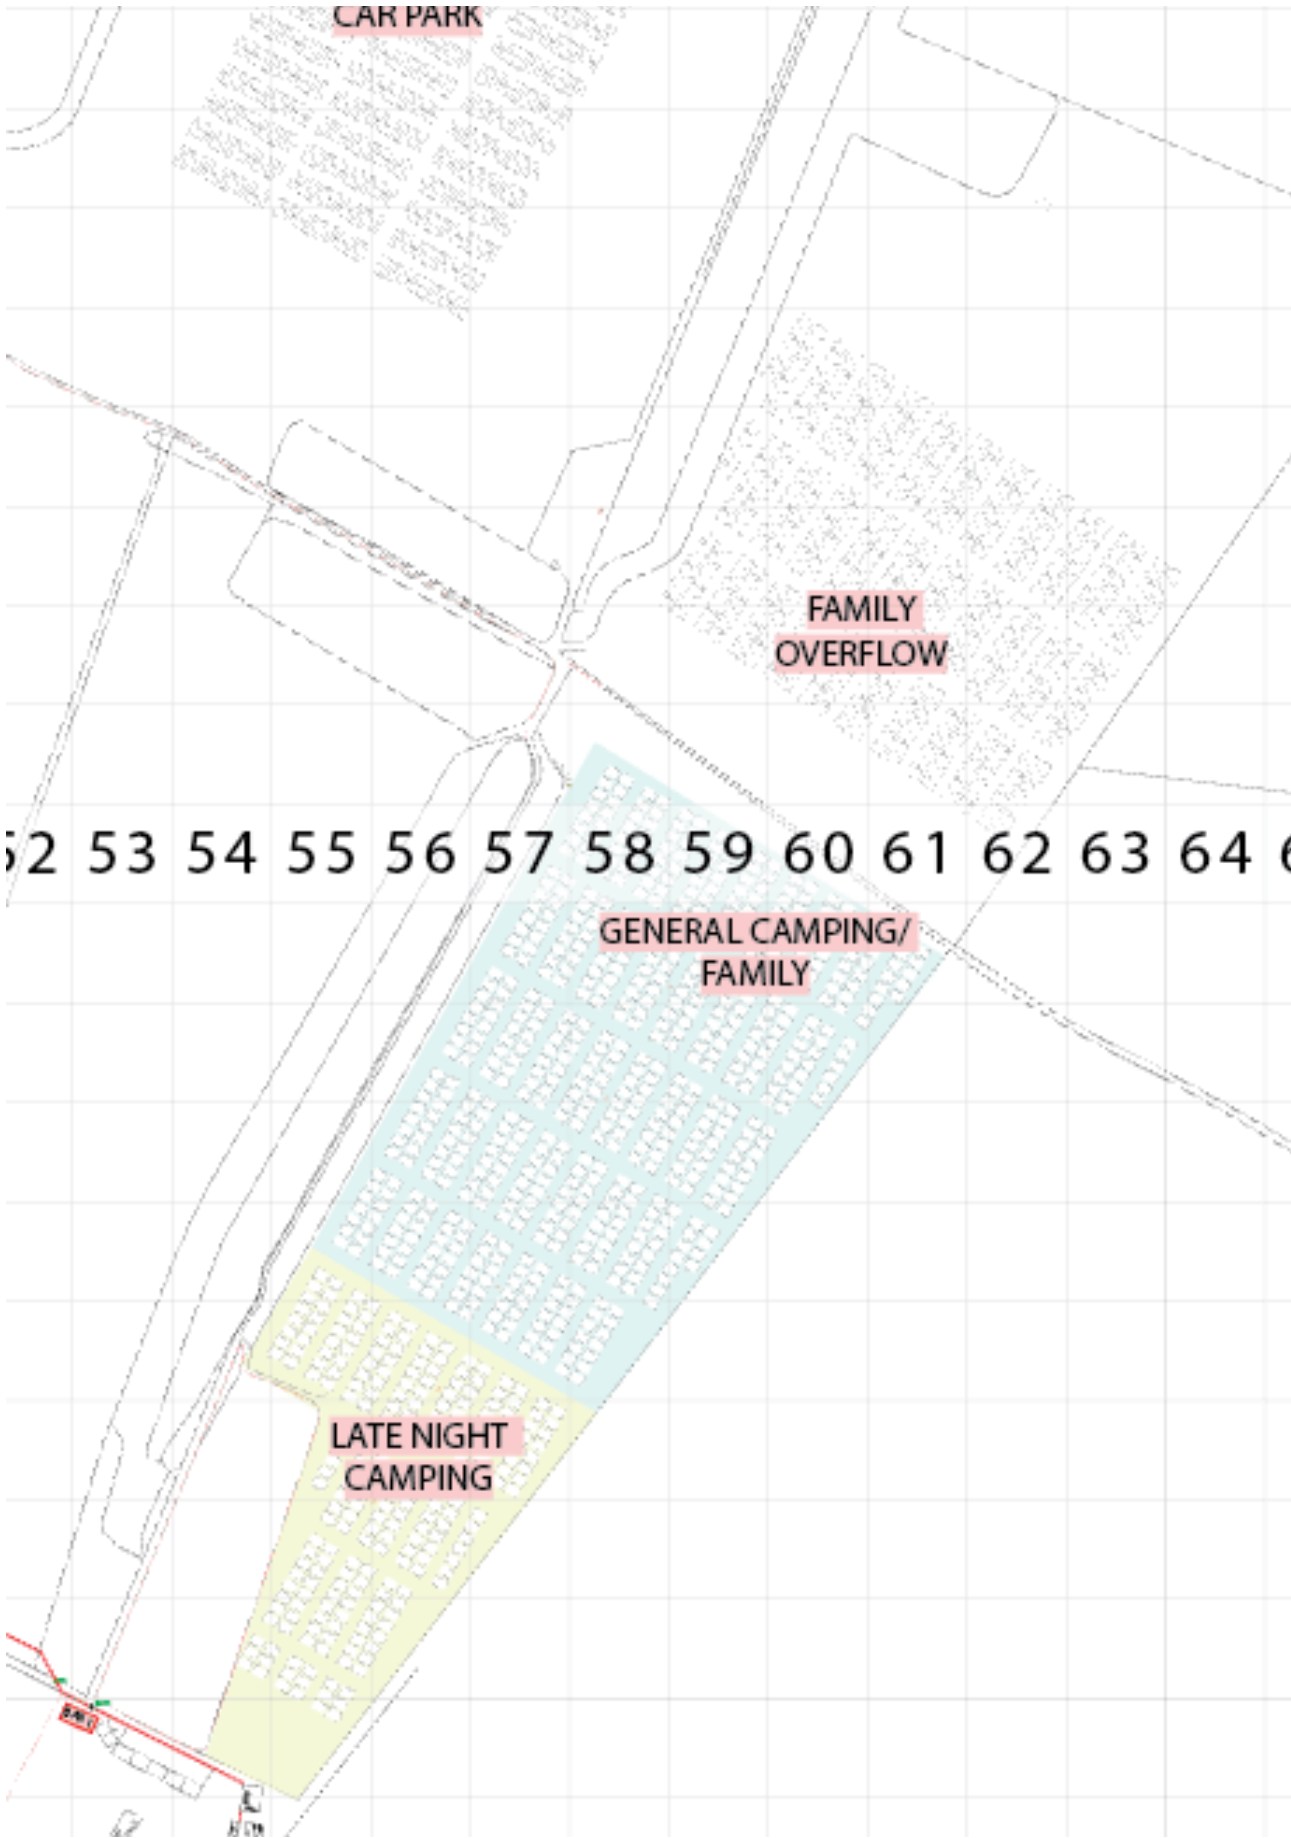 CAR PARK
FAMILY
OVERFLOW
52 53 54 55 56 57 58 59 60 61 62 63 64 6
GENERAL CAMPING/
FAMILY
LATE NIGHT
CAMPING